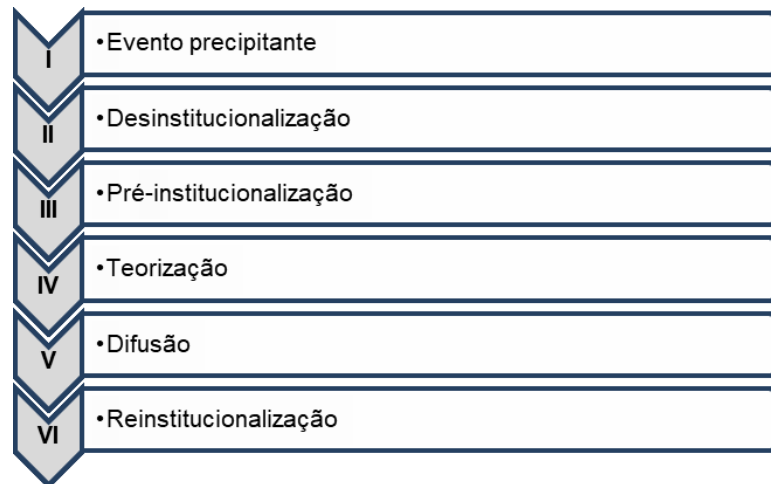 I
•Evento precipitante
II
•Desinstitucionalização
III
•Pré-institucionalização
IV
•Teorização
V
•Difusão
VI
•Reinstitucionalização